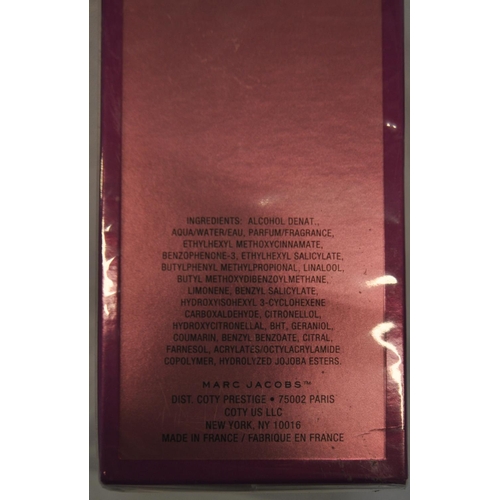 INGREDIENTS: ALCOHOL DENAT.,
AQUA/WATER/EAU, PARFUM/FRAGRANCE,
ETHYLHEXYL METHOXYCINNAMATE,
BENZOPHENORE-3, ETHYLHEXYL SALICYLATE,
BUTYLPHENYL METHYLPROPIONAL, LINALOOL,
BUTYL METHOXYDIBENZOYLMETHANE,
LIMONENE, BENZYL SALICYLATE,
HYDROXYISOHEXYL 3-CYCLOHEXENE
CARBOXALDEHYDE, CITRONELLOL,
HYDROXYCITRONELLAL, BHT, GERANIOL,
COUMARIN, BENZYL BENZOATE, CITRAL,
FARNESOL, ACRYLATES/OCTYLACRYLAMIDE
COPOLYMER, HYDROLYZED JOJOBA ESTERS.
MARC JACOBS™
DIST. COTY PRESTIGE • 75002 PARIS
COTY US LLC
NEW YORK, NY 10016
MADE IN FRANCE / FABRIQUÉ EN FRANCE